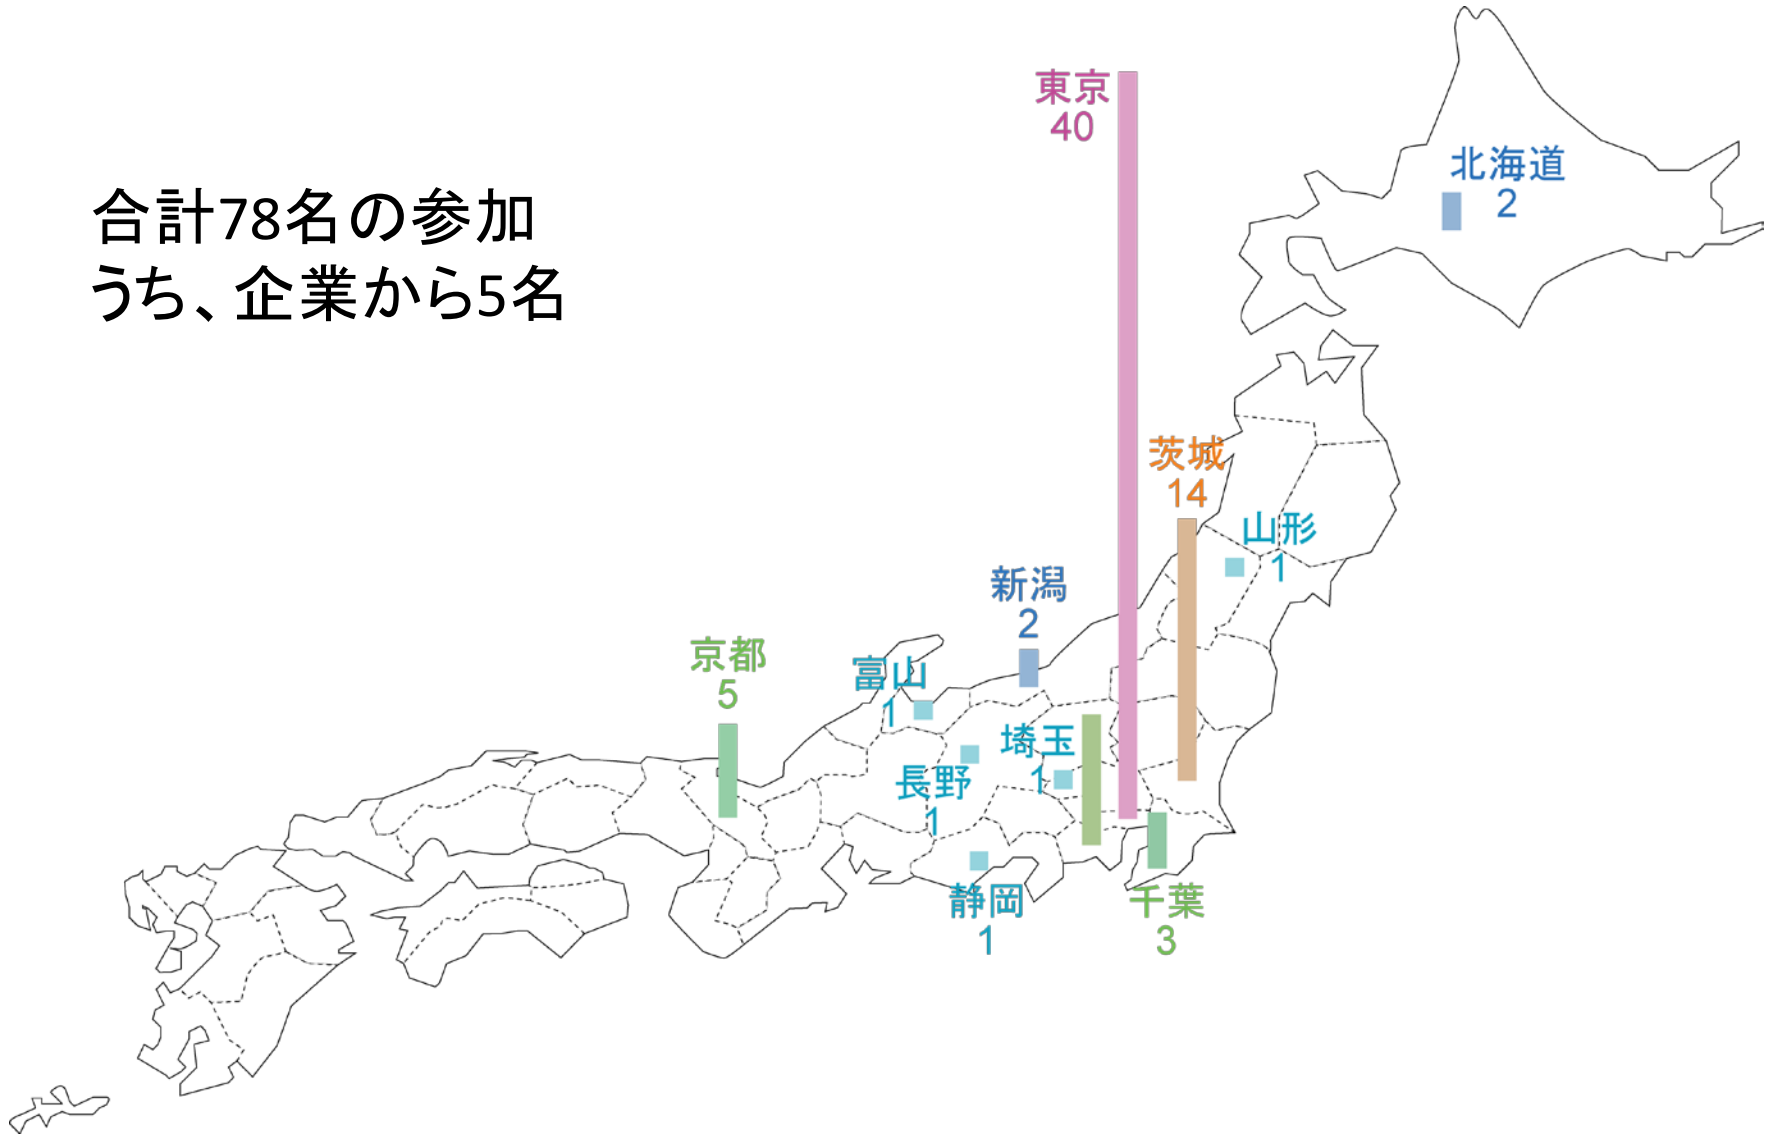 合計78名の参加
うち、企業から5名
東京
40
北海道
2
茨城
14
山形
1
新潟
2
京都
5
富山
1
埼玉
1
長野
1
静岡
1
千葉
3